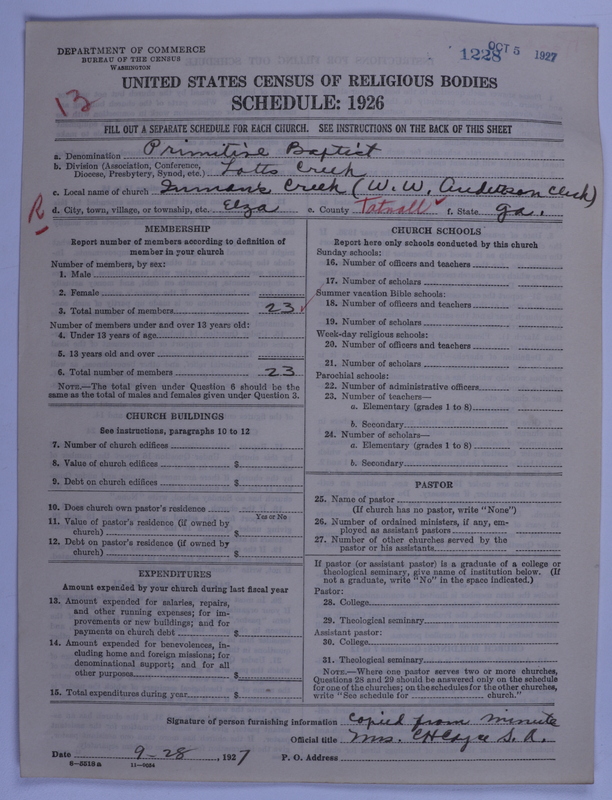 DEPARTMENT OF COMMERCE
BUREAU OF THE CENSUS
WASHINGTON
1228 OCT 5 1927
UNITED STATES CENSUS OF RELIGIOUS BODIES
SCHEDULE: 1926
13
FILL OUT A SEPARATE SCHEDULE FOR EACH CHURCH. SEE INSTRUCTIONS ON THE BACK OF THIS SHEET
a. Denomination Primitive Baptist
b. Division (Association, Conference, Diocese, Presbytery, Synod, etc.) Lotts Creek
c. Local name of church Inmans Creek (W. W. Anderson Clerk)
R d. City, town, village, or township, etc. Elza e. County Tatnall f. State Ga.
MEMBERSHIP
Report number of members according to definition of
member in your church
Number of members, by sex:
1. Male
2. Female
3. Total number of members 23
Number of members under and over 13 years old:
4. Under 13 years of age
5. 13 years old and over
6. Total number of members 23
NOTE.—The total given under Question 6 should be the
same as the total of males and females given under Question 3.
CHURCH BUILDINGS
See instructions, paragraphs 10 to 12
7. Number of church edifices
8. Value of church edifices $
9. Debt on church edifices $
10. Does church own pastor's residence
Yes or No
11. Value of pastor's residence (if owned by
church) $
12. Debt on pastor's residence (if owned by
church) $
EXPENDITURES
Amount expended by your church during last fiscal year
13. Amount expended for salaries, repairs,
and other running expenses; for im-
provements or new buildings; and for
payments on church debt $
14. Amount expended for benevolences, in-
cluding home and foreign missions; for
denominational support; and for all
other purposes $
15. Total expenditures during year $
CHURCH SCHOOLS
Report here only schools conducted by this church
Sunday schools:
16. Number of officers and teachers
17. Number of scholars
Summer vacation Bible schools:
18. Number of officers and teachers
19. Number of scholars
Week-day religious schools:
20. Number of officers and teachers
21. Number of scholars
Parochial schools:
22. Number of administrative officers
23. Number of teachers—
a. Elementary (grades 1 to 8)
b. Secondary
24. Number of scholars—
a. Elementary (grades 1 to 8)
b. Secondary
PASTOR
25. Name of pastor
(If church has no pastor, write "None")
26. Number of ordained ministers, if any, em-
ployed as assistant pastors
27. Number of other churches served by the
pastor or his assistants
If pastor (or assistant pastor) is a graduate of a college or
theological seminary, give name of institution below. (If
not a graduate, write "No" in the space indicated.)
Pastor:
28. College
29. Theological seminary
Assistant pastor:
30. College
31. Theological seminary
NOTE.—Where one pastor serves two or more churches,
Questions 28 and 29 should be answered only on the schedule
for one of the churches; on the schedules for the other churches,
write "See schedule for church."
Signature of person furnishing information copied from minute
Official title Mrs. C H Cayce S. A.
Date 9-28, 1927 P. O. Address
8-5518a 11-9084